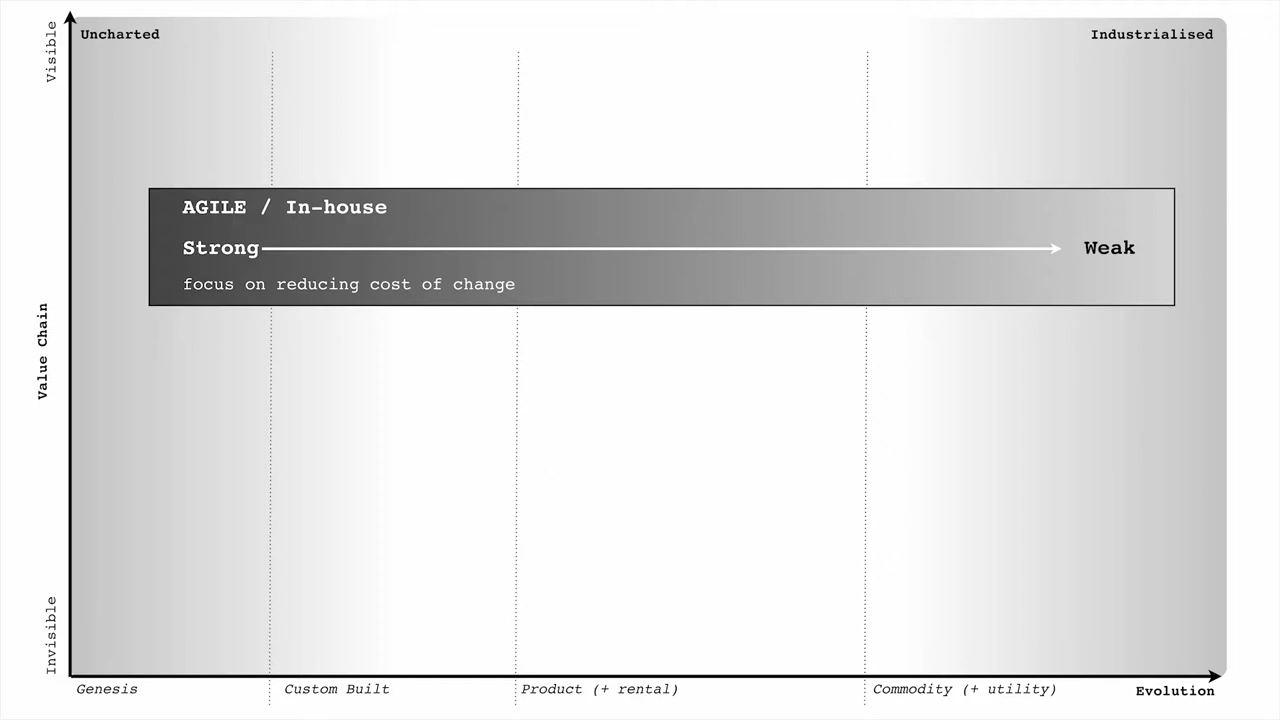 Visible
Uncharted
Industrialised
AGILE / In-house
Strong
Weak
focus on reducing cost of change
Value Chain
Invisible
Genesis
Custom Built
Product (+ rental)
Commodity (+ utility)
Evolution